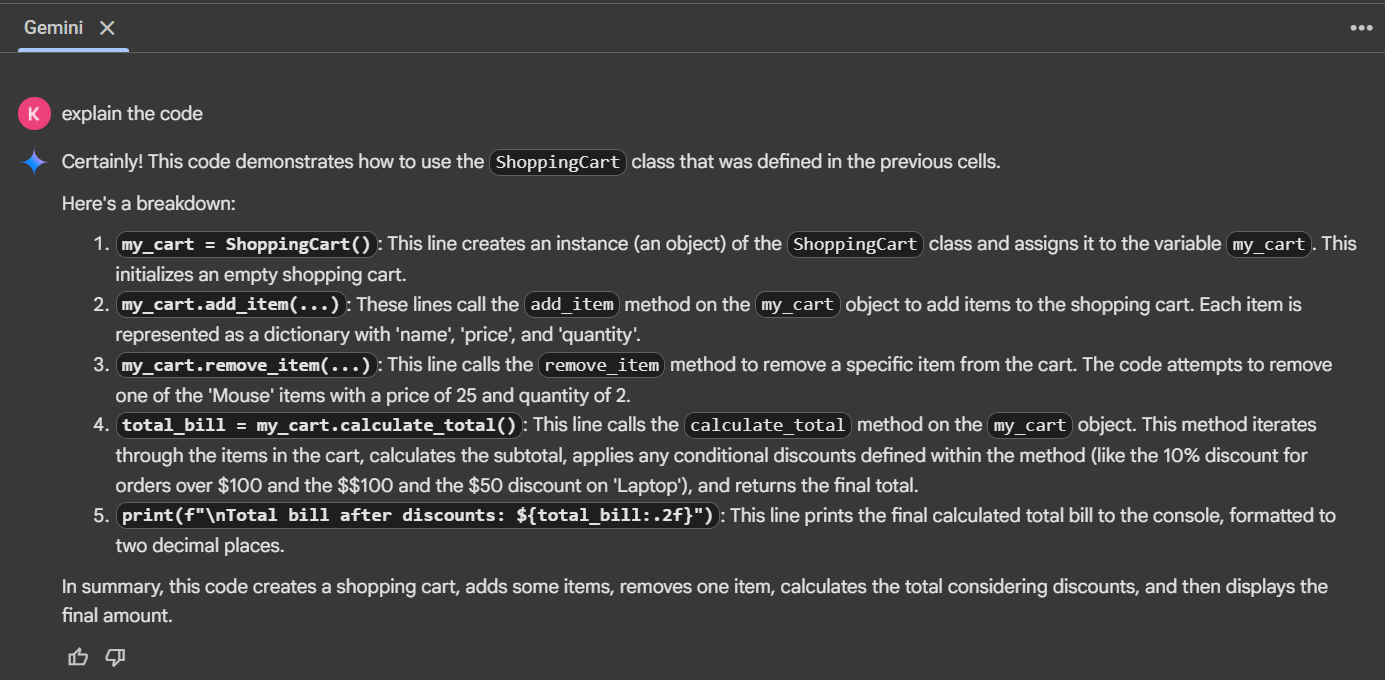 Gemini
K explain the code
Certainly! This code demonstrates how to use the ShoppingCart class that was defined in the previous cells.
Here's a breakdown:
1. my_cart = ShoppingCart(): This line creates an instance (an object) of the ShoppingCart class and assigns it to the variable my_cart. This
initializes an empty shopping cart.
2. my_cart.add_item(...): These lines call the add_item method on the my_cart object to add items to the shopping cart. Each item is
represented as a dictionary with 'name', 'price', and 'quantity'.
3. my_cart.remove_item(...): This line calls the remove_item method to remove a specific item from the cart. The code attempts to remove
one of the 'Mouse' items with a price of 25 and quantity of 2.
4. total_bill = my_cart.calculate_total(): This line calls the calculate_total method on the my_cart object. This method iterates
through the items in the cart, calculates the subtotal, applies any conditional discounts defined within the method (like the 10% discount for
orders over $100 and the $$100 and the $50 discount on 'Laptop'), and returns the final total.
5. print(f"\nTotal bill after discounts: ${total_bill:.2f}"): This line prints the final calculated total bill to the console, formatted to
two decimal places.
In summary, this code creates a shopping cart, adds some items, removes one item, calculates the total considering discounts, and then displays the
final amount.